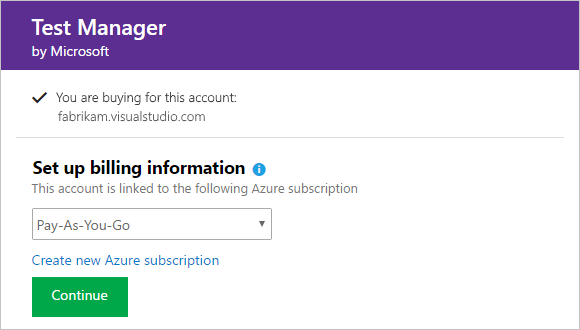 Test Manager
by Microsoft
You are buying for this account:
fabrikam.visualstudio.com
Set up billing information
This account is linked to the following Azure subscription
Pay-As-You-Go
Create new Azure subscription
Continue